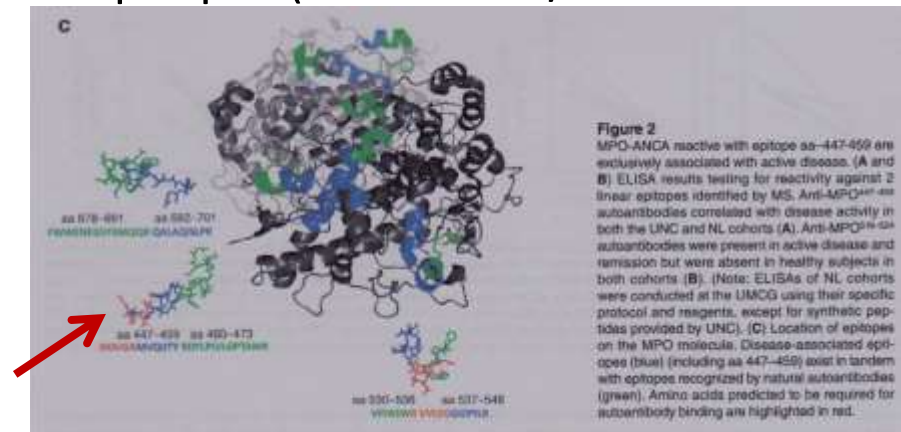 C
Figure 2
MPO-ANCA reactive with epitope aa–447-459 are
exclusively associated with active disease. (A and
B) ELISA results testing for reactivity against 2
linear epitopes identified by MS. Anti-MPO
autoantibodies correlated with disease activity in
both the UNC and NL cohorts (A). Anti-MPO
autoantibodies were present in active disease and
remission but were absent in healthy subjects in
both cohorts (B). (Note: ELISAs of NL cohorts
were conducted at the UMCG using their specific
protocol and reagents, except for synthetic pep-
tides provided by UNC). (C) Location of epitopes
on the MPO molecule. Disease-associated epit-
opes (blue) (including aa 447–459) exist in tandem
with epitopes recognized by natural autoantibodies
(green). Amino acids predicted to be required for
autoantibody binding are highlighted in red.
aa 678–691 aa 692–701
aa 447–459 aa 460–473
aa 530–536 aa 537–548